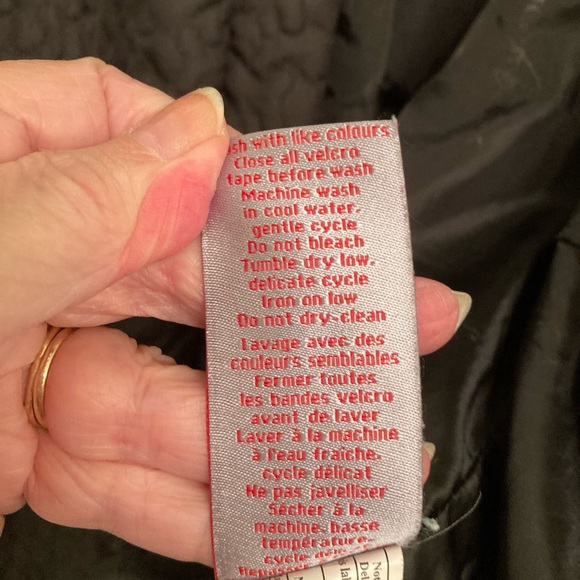 with like colours
Close all velcro
tape before wash
Machine wash
in cool water.
gentle cycle
Do not bleach
Tumble dry low.
delicate cycle
Iron on low
Do not dry-clean
Lavage avec des
couleurs semblables
Fermer toutes
les bandes velcro
avant de laver
Laver à la machine
à l'eau fraîche.
cycle délicat
Ne pas javelliser
Sécher à la
machine basse
température.
cycle